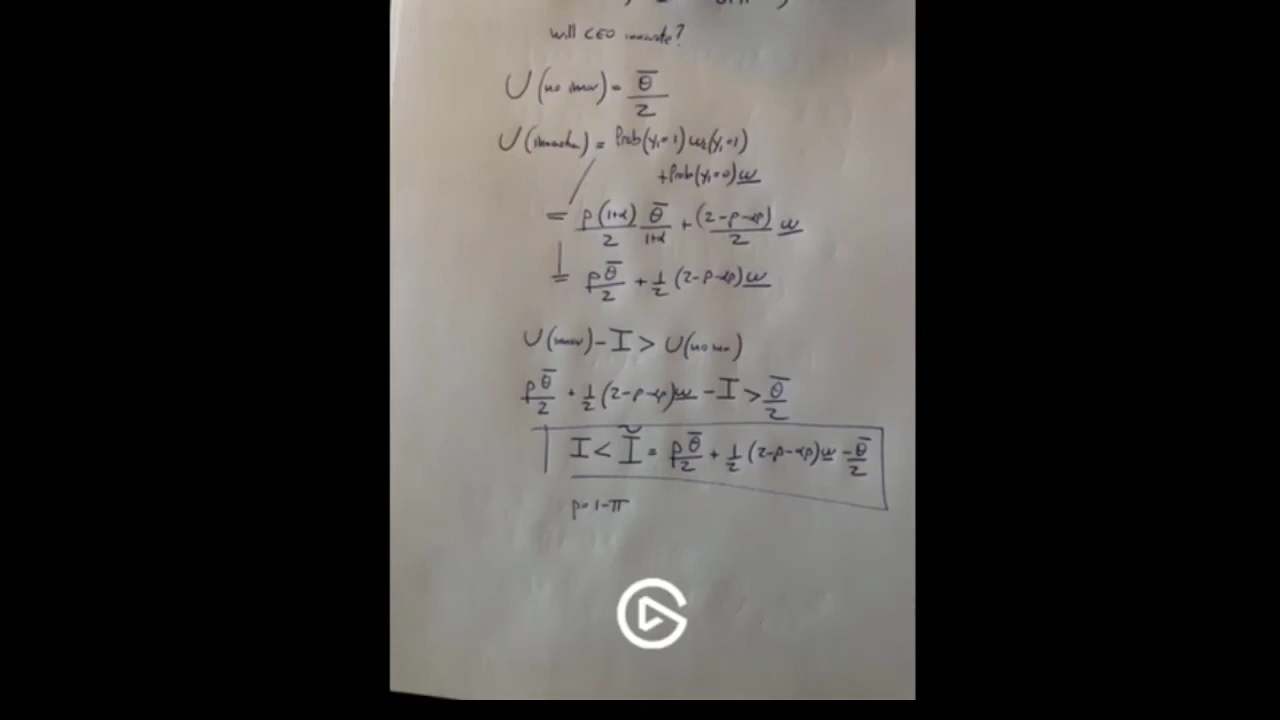 will CEO innovate?
U(no innov) = θ̅/2
U(innovation) = Prob(y₁=1) w₂(y₁=1)
+ Prob(y₁=0) w̲
= p(1+α)/2 θ̅/(1+α) + (2-p-αp)/2 w̲
= pθ̅/2 + 1/2 (2-p-αp) w̲
U(innov) - I > U(no inn)
pθ̅/2 + 1/2 (2-p-αp) w̲ - I > θ̅/2
I < Ĩ = pθ̅/2 + 1/2 (2-p-αp) w̲ - θ̅/2
p=1-π